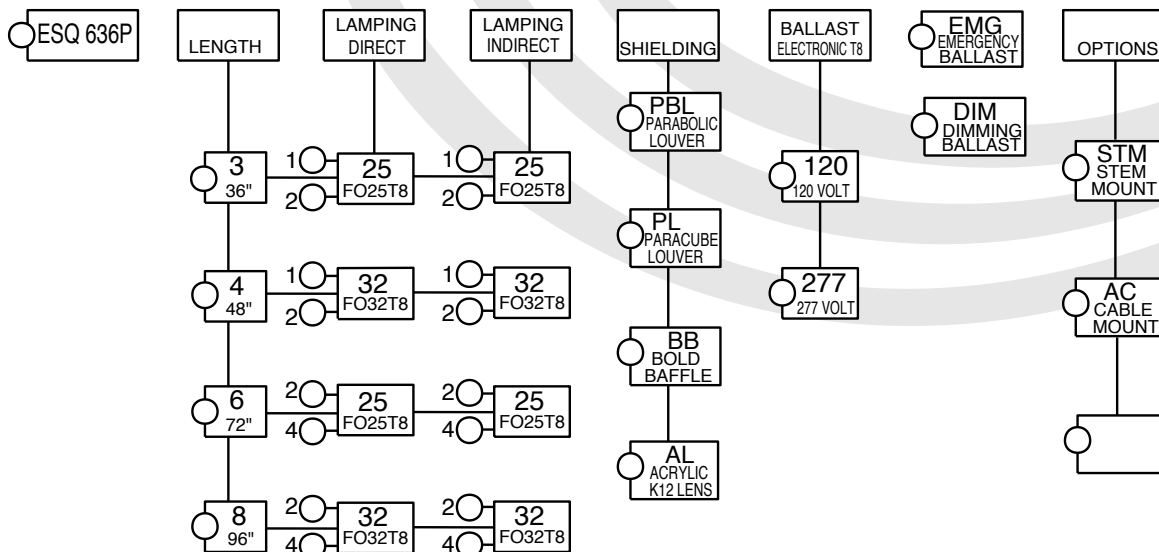 ESQ 636P
LENGTH
LAMPING
DIRECT
LAMPING
INDIRECT
SHIELDING
BALLAST
ELECTRONIC T8
EMG
EMERGENCY
BALLAST
OPTIONS
DIM
DIMMING
BALLAST
3
36"
1
2
25
FO25T8
1
2
25
FO25T8
4
48"
1
2
32
FO32T8
1
2
32
FO32T8
6
72"
2
4
25
FO25T8
2
4
25
FO25T8
8
96"
2
4
32
FO32T8
2
4
32
FO32T8
PBL
PARABOLIC
LOUVER
PL
PARACUBE
LOUVER
BB
BOLD
BAFFLE
AL
ACRYLIC
K12 LENS
120
120 VOLT
277
277 VOLT
STM
STEM
MOUNT
AC
CABLE
MOUNT